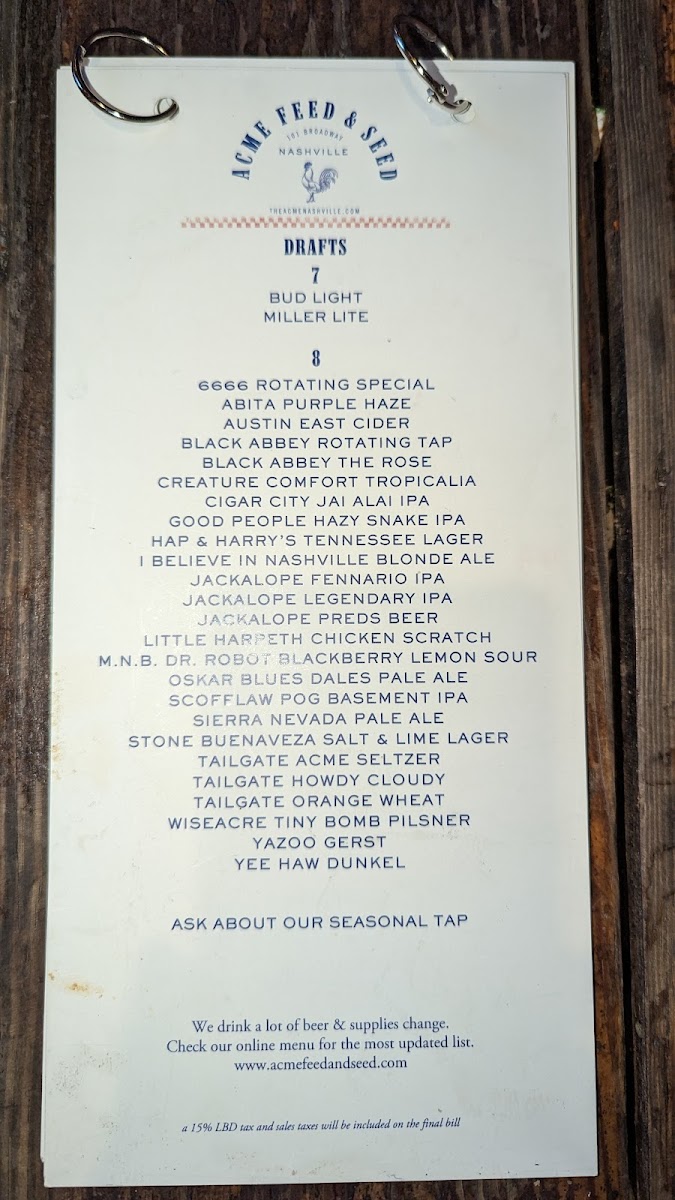 ACME FEED & SEED
101 BROADWAY
NASHVILLE
THEACMENASHVILLE.COM
DRAFTS
7
BUD LIGHT
MILLER LITE
8
6666 ROTATING SPECIAL
ABITA PURPLE HAZE
AUSTIN EAST CIDER
BLACK ABBEY ROTATING TAP
BLACK ABBEY THE ROSE
CREATURE COMFORT TROPICALIA
CIGAR CITY JAI ALAI IPA
GOOD PEOPLE HAZY SNAKE IPA
HAP & HARRY'S TENNESSEE LAGER
I BELIEVE IN NASHVILLE BLONDE ALE
JACKALOPE FENNARIO IPA
JACKALOPE LEGENDARY IPA
JACKALOPE PREDS BEER
LITTLE HARPETH CHICKEN SCRATCH
M.N.B. DR. ROBOT BLACKBERRY LEMON SOUR
OSKAR BLUES DALES PALE ALE
SCOFFLAW POG BASEMENT IPA
SIERRA NEVADA PALE ALE
STONE BUENAVEZA SALT & LIME LAGER
TAILGATE ACME SELTZER
TAILGATE HOWDY CLOUDY
TAILGATE ORANGE WHEAT
WISEACRE TINY BOMB PILSNER
YAZOO GERST
YEE HAW DUNKEL
ASK ABOUT OUR SEASONAL TAP
We drink a lot of beer & supplies change.
Check our online menu for the most updated list.
www.acmefeedandseed.com
a 15% LBD tax and sales taxes will be included on the final bill